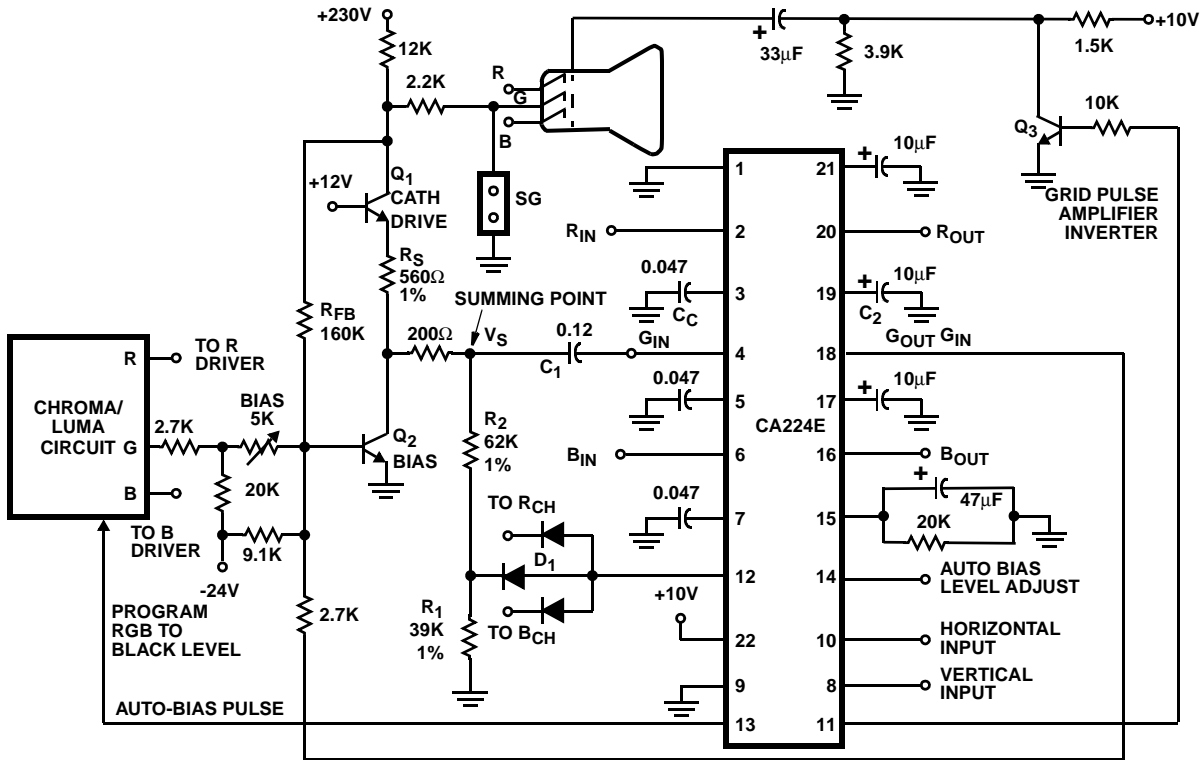 +230V
12K
2.2K
R
G
B
+
33μF
3.9K
1.5K
+10V
10K
Q3
GRID PULSE
AMPLIFIER
INVERTER
+12V
Q1
CATH
DRIVE
SG
RS
560Ω
1%
SUMMING POINT
VS
RFB
160K
200Ω
0.12
C1
GIN
RIN
0.047
CC
0.047
BIN
0.047
CHROMA/
LUMA
CIRCUIT
R
G
B
TO R
DRIVER
BIAS
5K
2.7K
20K
TO B
DRIVER
9.1K
-24V
Q2
BIAS
R2
62K
1%
TO RCH
D1
TO BCH
R1
39K
1%
2.7K
+10V
PROGRAM
RGB TO
BLACK LEVEL
AUTO-BIAS PULSE
CA224E
1
2
3
4
5
6
7
12
22
9
13
21
20
19
18
17
16
15
14
10
8
11
+
10μF
ROUT
+
10μF
C2
GOUT GIN
+
10μF
BOUT
+
47μF
20K
AUTO BIAS
LEVEL ADJUST
HORIZONTAL
INPUT
VERTICAL
INPUT